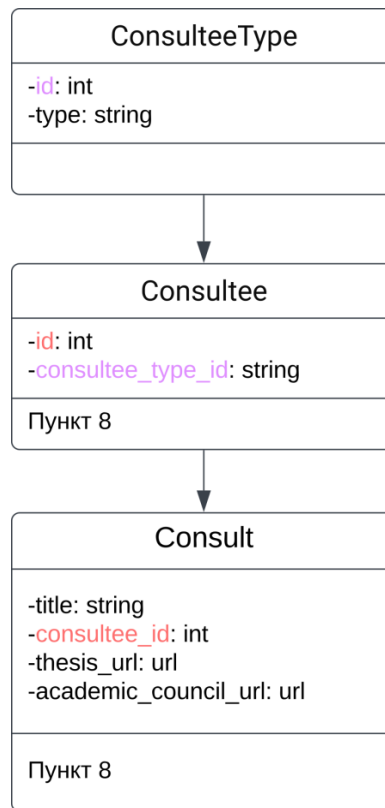 ConsulteeType
-id: int
-type: string
Consultee
-id: int
-consultee_type_id: string
Пункт 8
Consult
-title: string
-consultee_id: int
-thesis_url: url
-academic_council_url: url
Пункт 8